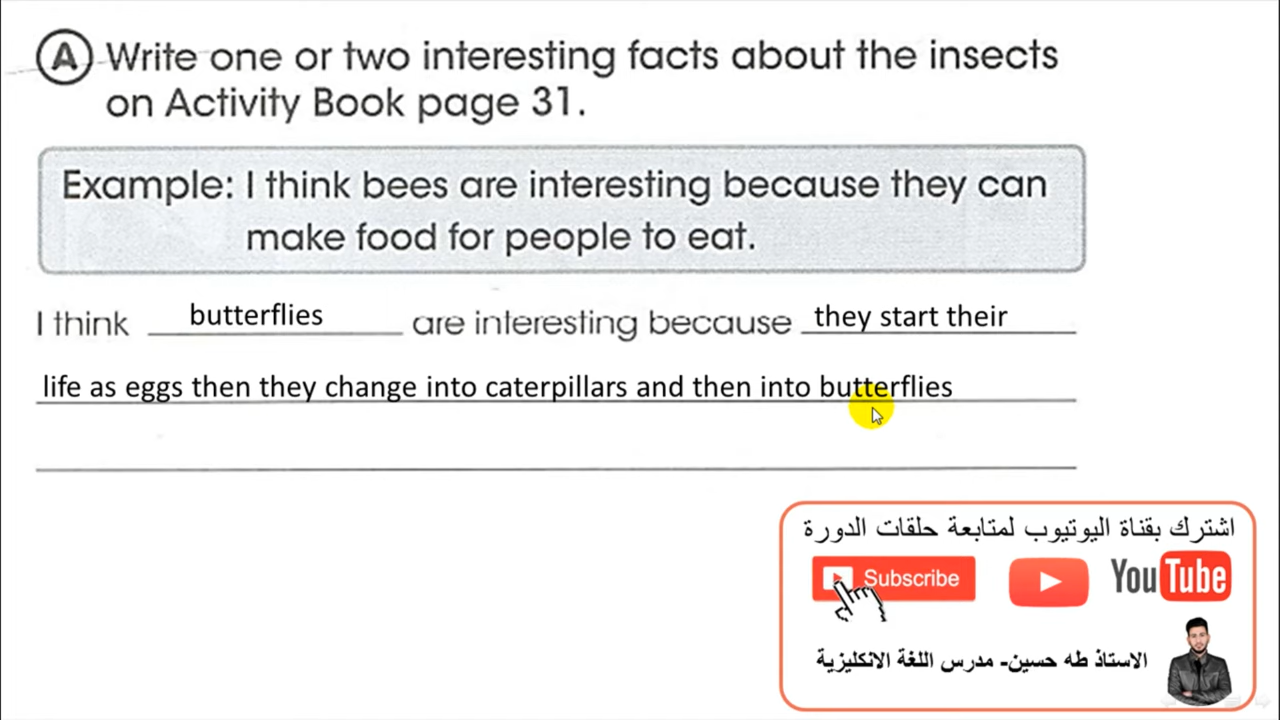 A Write one or two interesting facts about the insects
on Activity Book page 31.
Example: I think bees are interesting because they can
make food for people to eat.
I think butterflies are interesting because they start their
life as eggs then they change into caterpillars and then into butterflies
اشترك بقناة اليوتيوب لمتابعة حلقات الدورة
Subscribe YouTube
الاستاذ طه حسين- مدرس اللغة الانكليزية